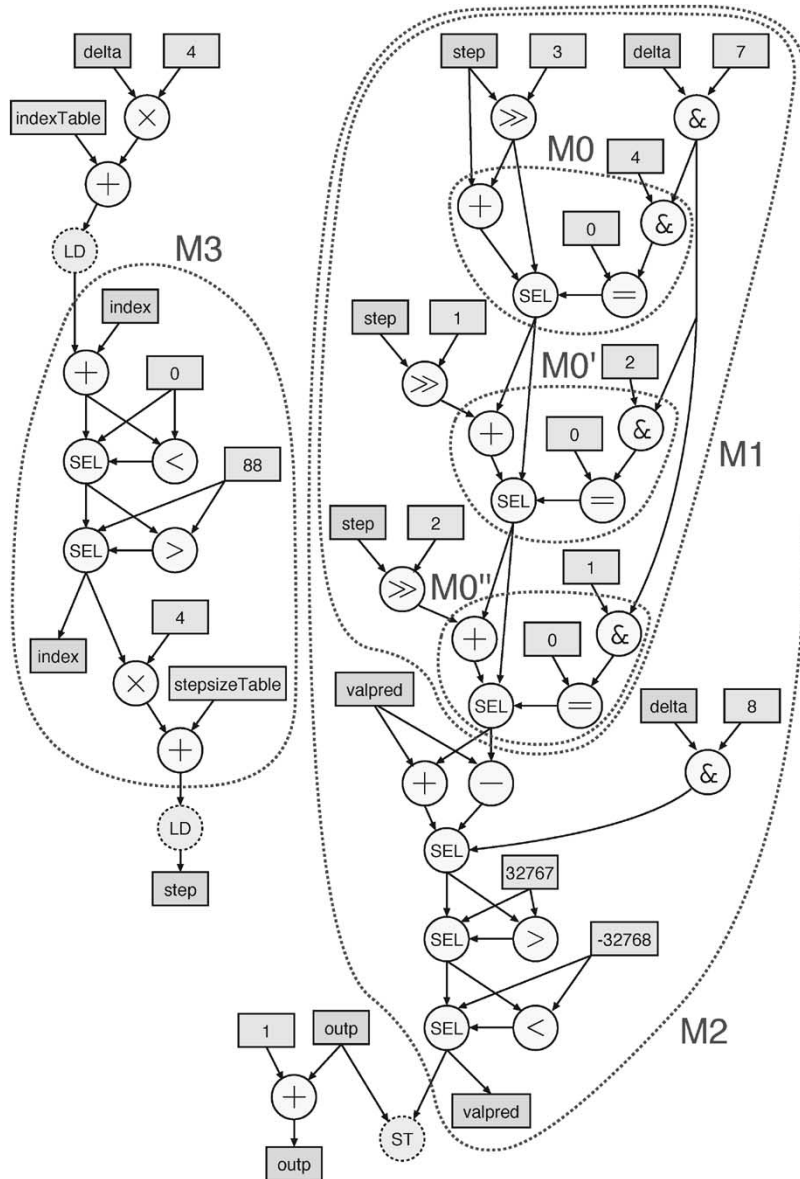 delta 4
×
indexTable
+
LD
M3
index
+
0
SEL <
88
SEL >
4
index
×
stepsizeTable
+
LD
step
step 3 delta 7
≫ &
M0
4
+ &
0
SEL ==
step 1
M0'
≫ 2
+ &
0
M1
SEL ==
step 2
M0"
≫ 1
+ &
0
valpred
SEL ==
delta 8
+ − &
SEL
32767
SEL >
-32768
SEL <
M2
1 outp
+
valpred
ST
outp